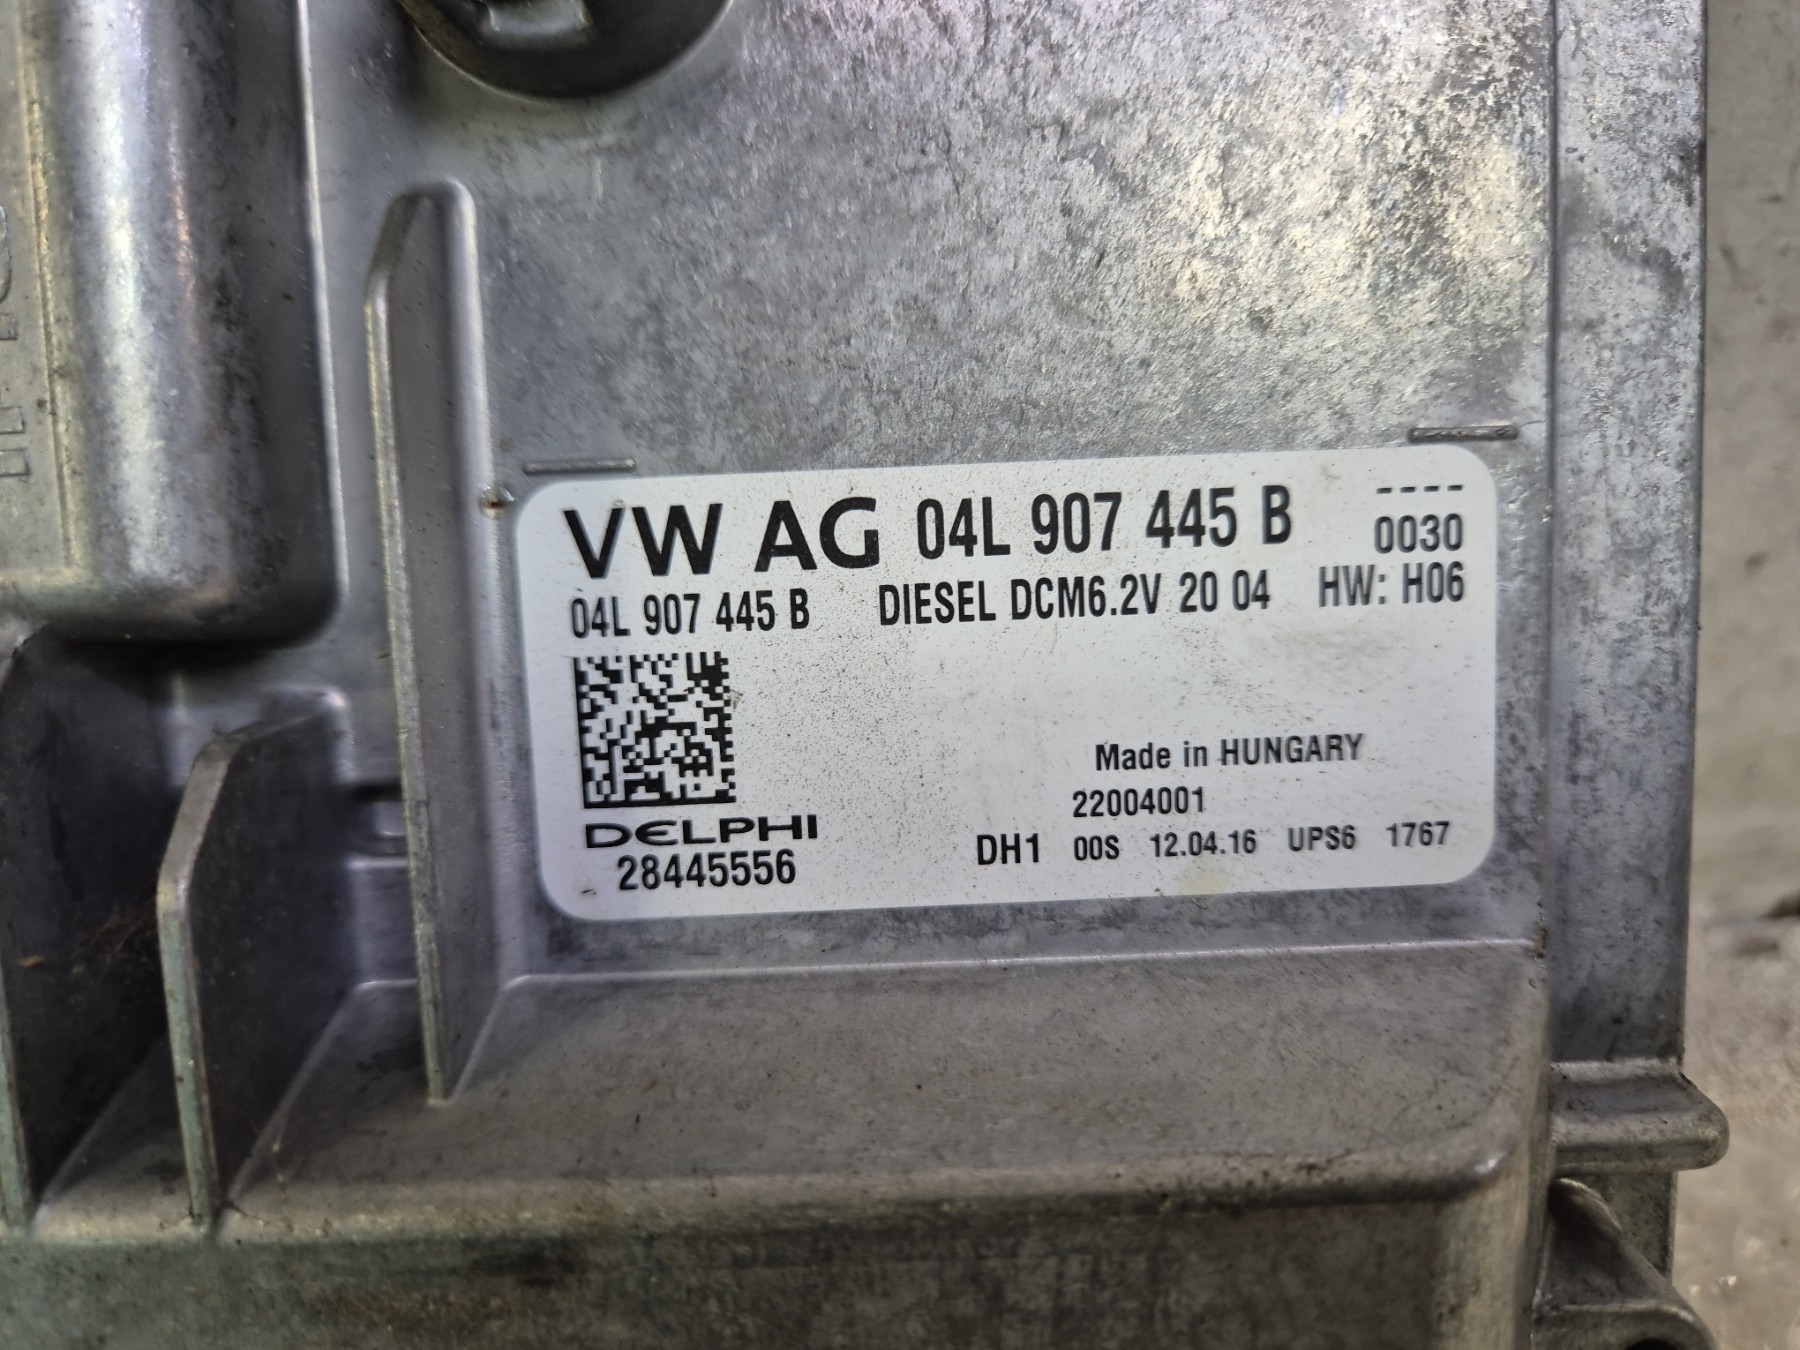 VW AG 04L 907 445 B ----
0030
04L 907 445 B DIESEL DCM6.2V 20 04 HW: H06
Made in HUNGARY
22004001
DELPHI
28445556
DH1 00S 12.04.16 UPS6 1767